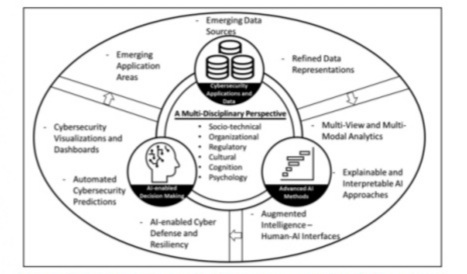 - Emerging Data
Sources
- Emerging
Application
Areas
- Refined Data
Representations
Cybersecurity
Applications and
Data
A Multi-Disciplinary Perspective
• Socio-technical
• Organizational
• Regulatory
• Cultural
• Cognition
• Psychology
- Cybersecurity
Visualizations and
Dashboards
- Multi-View and Multi-
Modal Analytics
- Automated
Cybersecurity
Predictions
AI-enabled
Decision Making
Advanced AI
Methods
- Explainable and
Interpretable AI
Approaches
- AI-enabled Cyber
Defense and
Resiliency
- Augmented
Intelligence –
Human-AI Interfaces